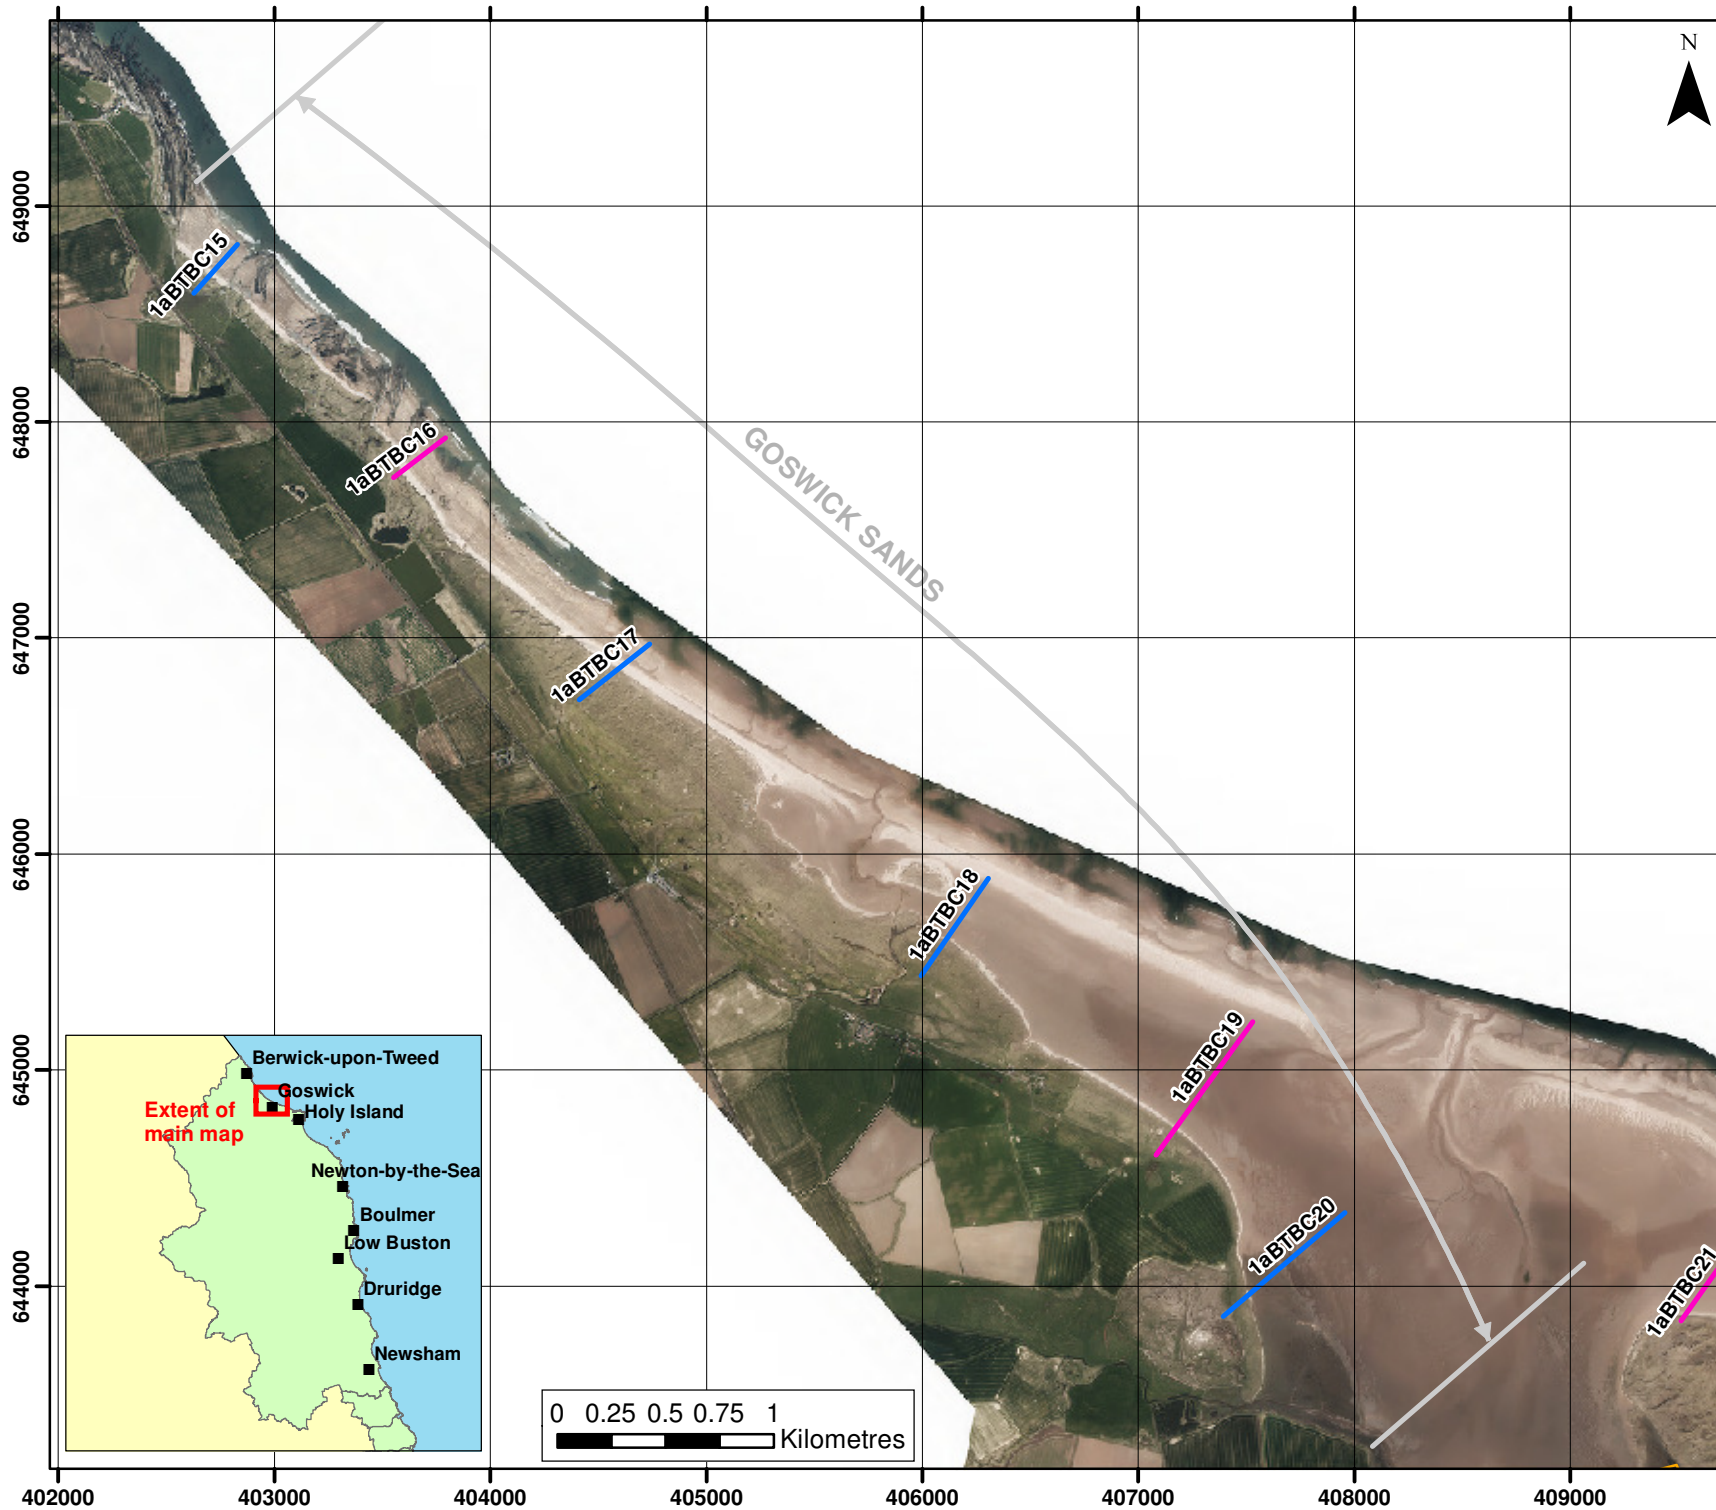 N
649000
648000
647000
646000
645000
644000
1aBTBC15
1aBTBC16
GOSWICK SANDS
1aBTBC17
1aBTBC18
1aBTBC19
1aBTBC20
1aBTBC21
Berwick-upon-Tweed
Goswick
Extent of
main map
Holy Island
Newton-by-the-Sea
Boulmer
Low Buston
Druridge
Newsham
0 0.25 0.5 0.75 1
Kilometres
402000 403000 404000 405000 406000 407000 408000 409000